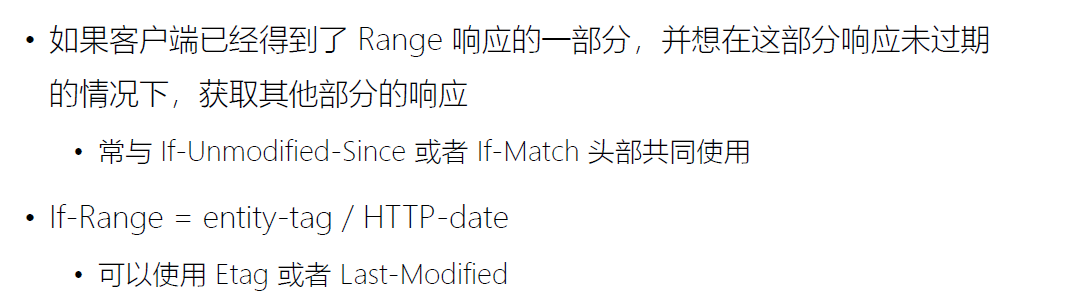 • 如果客户端已经得到了 Range 响应的一部分，并想在这部分响应未过期
的情况下，获取其他部分的响应
• 常与 If-Unmodified-Since 或者 If-Match 头部共同使用
• If-Range = entity-tag / HTTP-date
• 可以使用 Etag 或者 Last-Modified